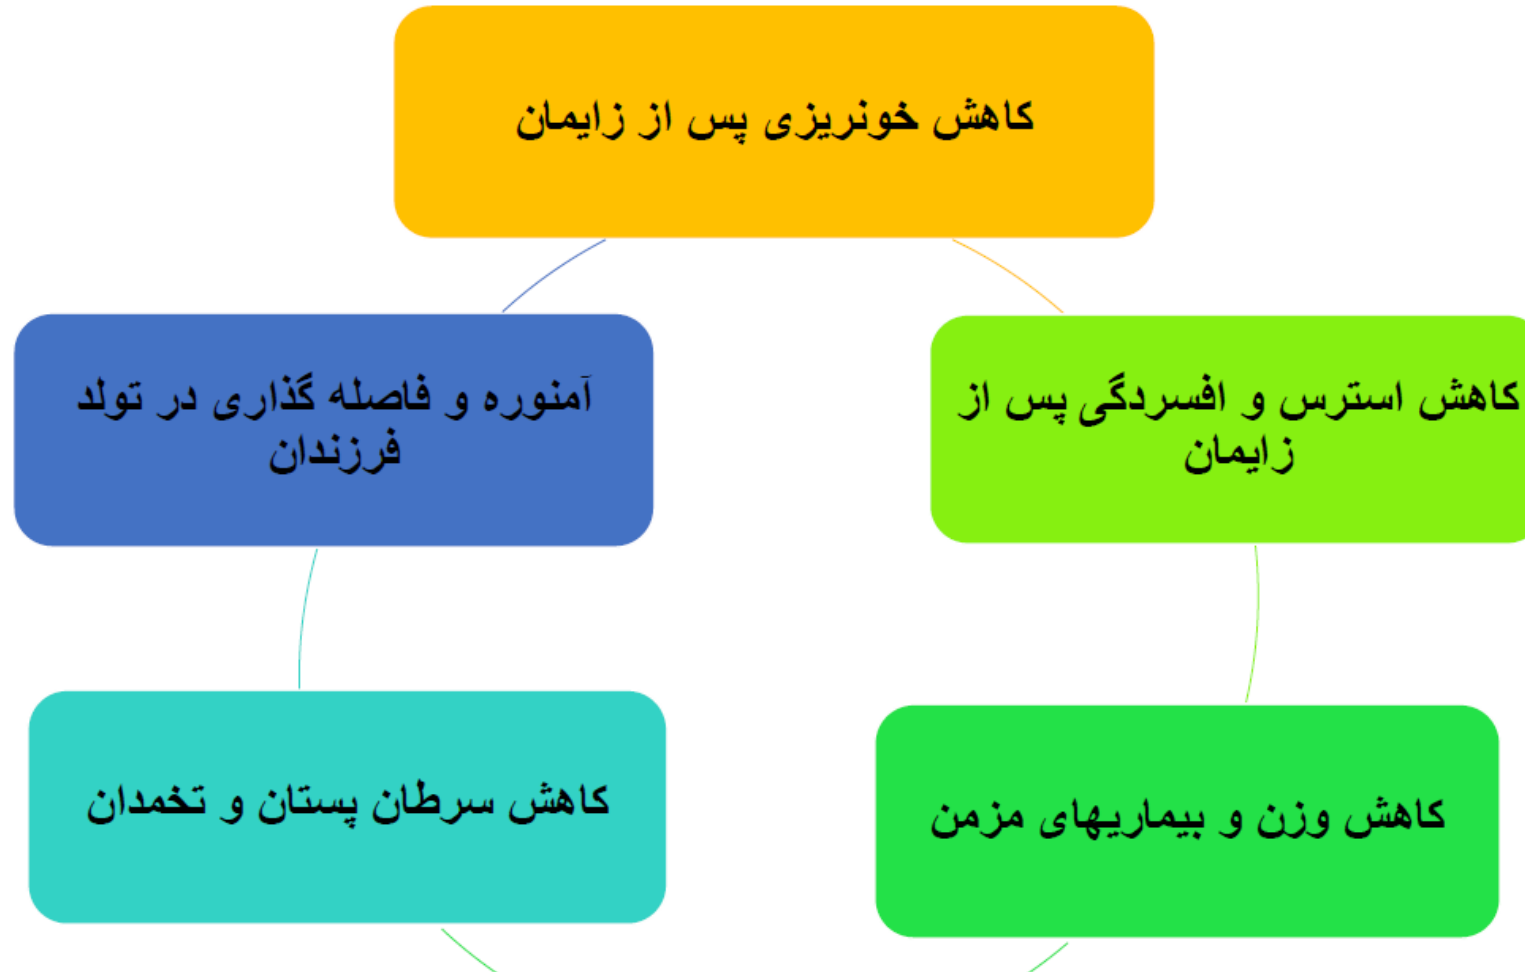 کاهش خونریزی پس از زایمان
کاهش استرس و افسردگی پس از
زایمان
آمنوره و فاصله گذاری در تولد
فرزندان
کاهش وزن و بیماریهای مزمن
کاهش سرطان پستان و تخمدان